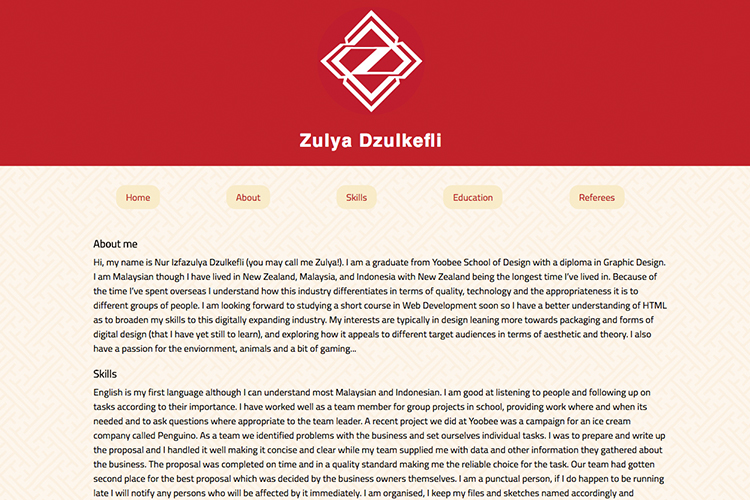 Zulya Dzulkefli
Home About Skills Education Referees
About me
Hi, my name is Nur Izfazulya Dzulkefli (you may call me Zulya!). I am a graduate from Yoobee School of Design with a diploma in Graphic Design.
I am Malaysian though I have lived in New Zealand, Malaysia, and Indonesia with New Zealand being the longest time I've lived in. Because of
the time I've spent overseas I understand how this industry differentiates in terms of quality, technology and the appropriateness it is to
different groups of people. I am looking forward to studying a short course in Web Development soon so I have a better understanding of HTML
as to broaden my skills to this digitally expanding industry. My interests are typically in design leaning more towards packaging and forms of
digital design (that I have yet still to learn), and exploring how it appeals to different target audiences in terms of aesthetic and theory. I also
have a passion for the enviornment, animals and a bit of gaming...
Skills
English is my first language although I can understand most Malaysian and Indonesian. I am good at listening to people and following up on
tasks according to their importance. I have worked well as a team member for group projects in school, providing work where and when its
needed and to ask questions where appropriate to the team leader. A recent project we did at Yoobee was a campaign for an ice cream
company called Penguino. As a team we identified problems with the business and set ourselves individual tasks. I was to prepare and write up
the proposal and I handled it well making it concise and clear while my team supplied me with data and other information they gathered about
the business. The proposal was completed on time and in a quality standard making me the reliable choice for the task. Our team had gotten
second place for the best proposal which was decided by the business owners themselves. I am a punctual person, if I do happen to be running
late I will notify any persons who will be affected by it immediately. I am organised, I keep my files and sketches named accordingly and